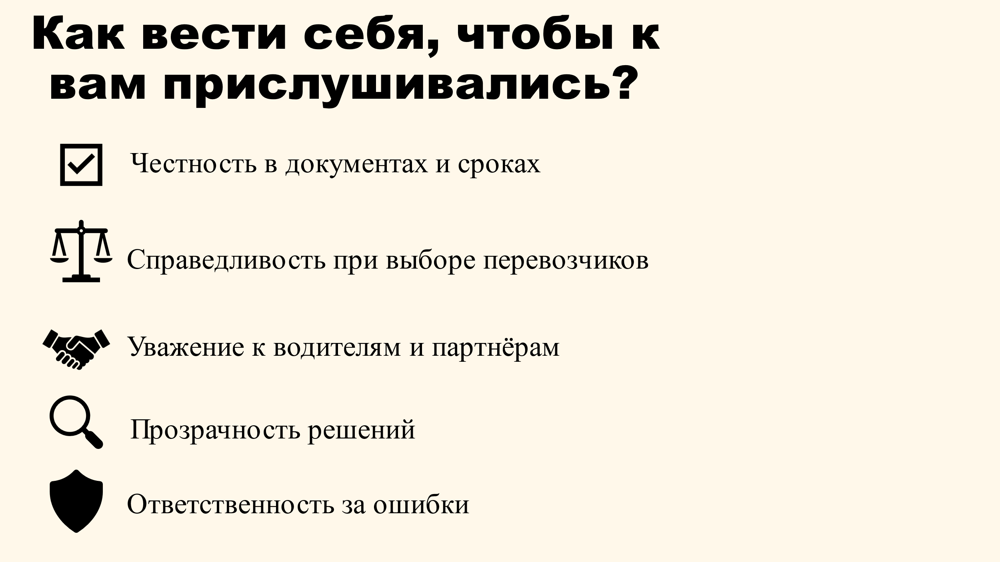 Как вести себя, чтобы к
вам прислушивались?
Честность в документах и сроках
Справедливость при выборе перевозчиков
Уважение к водителям и партнёрам
Прозрачность решений
Ответственность за ошибки